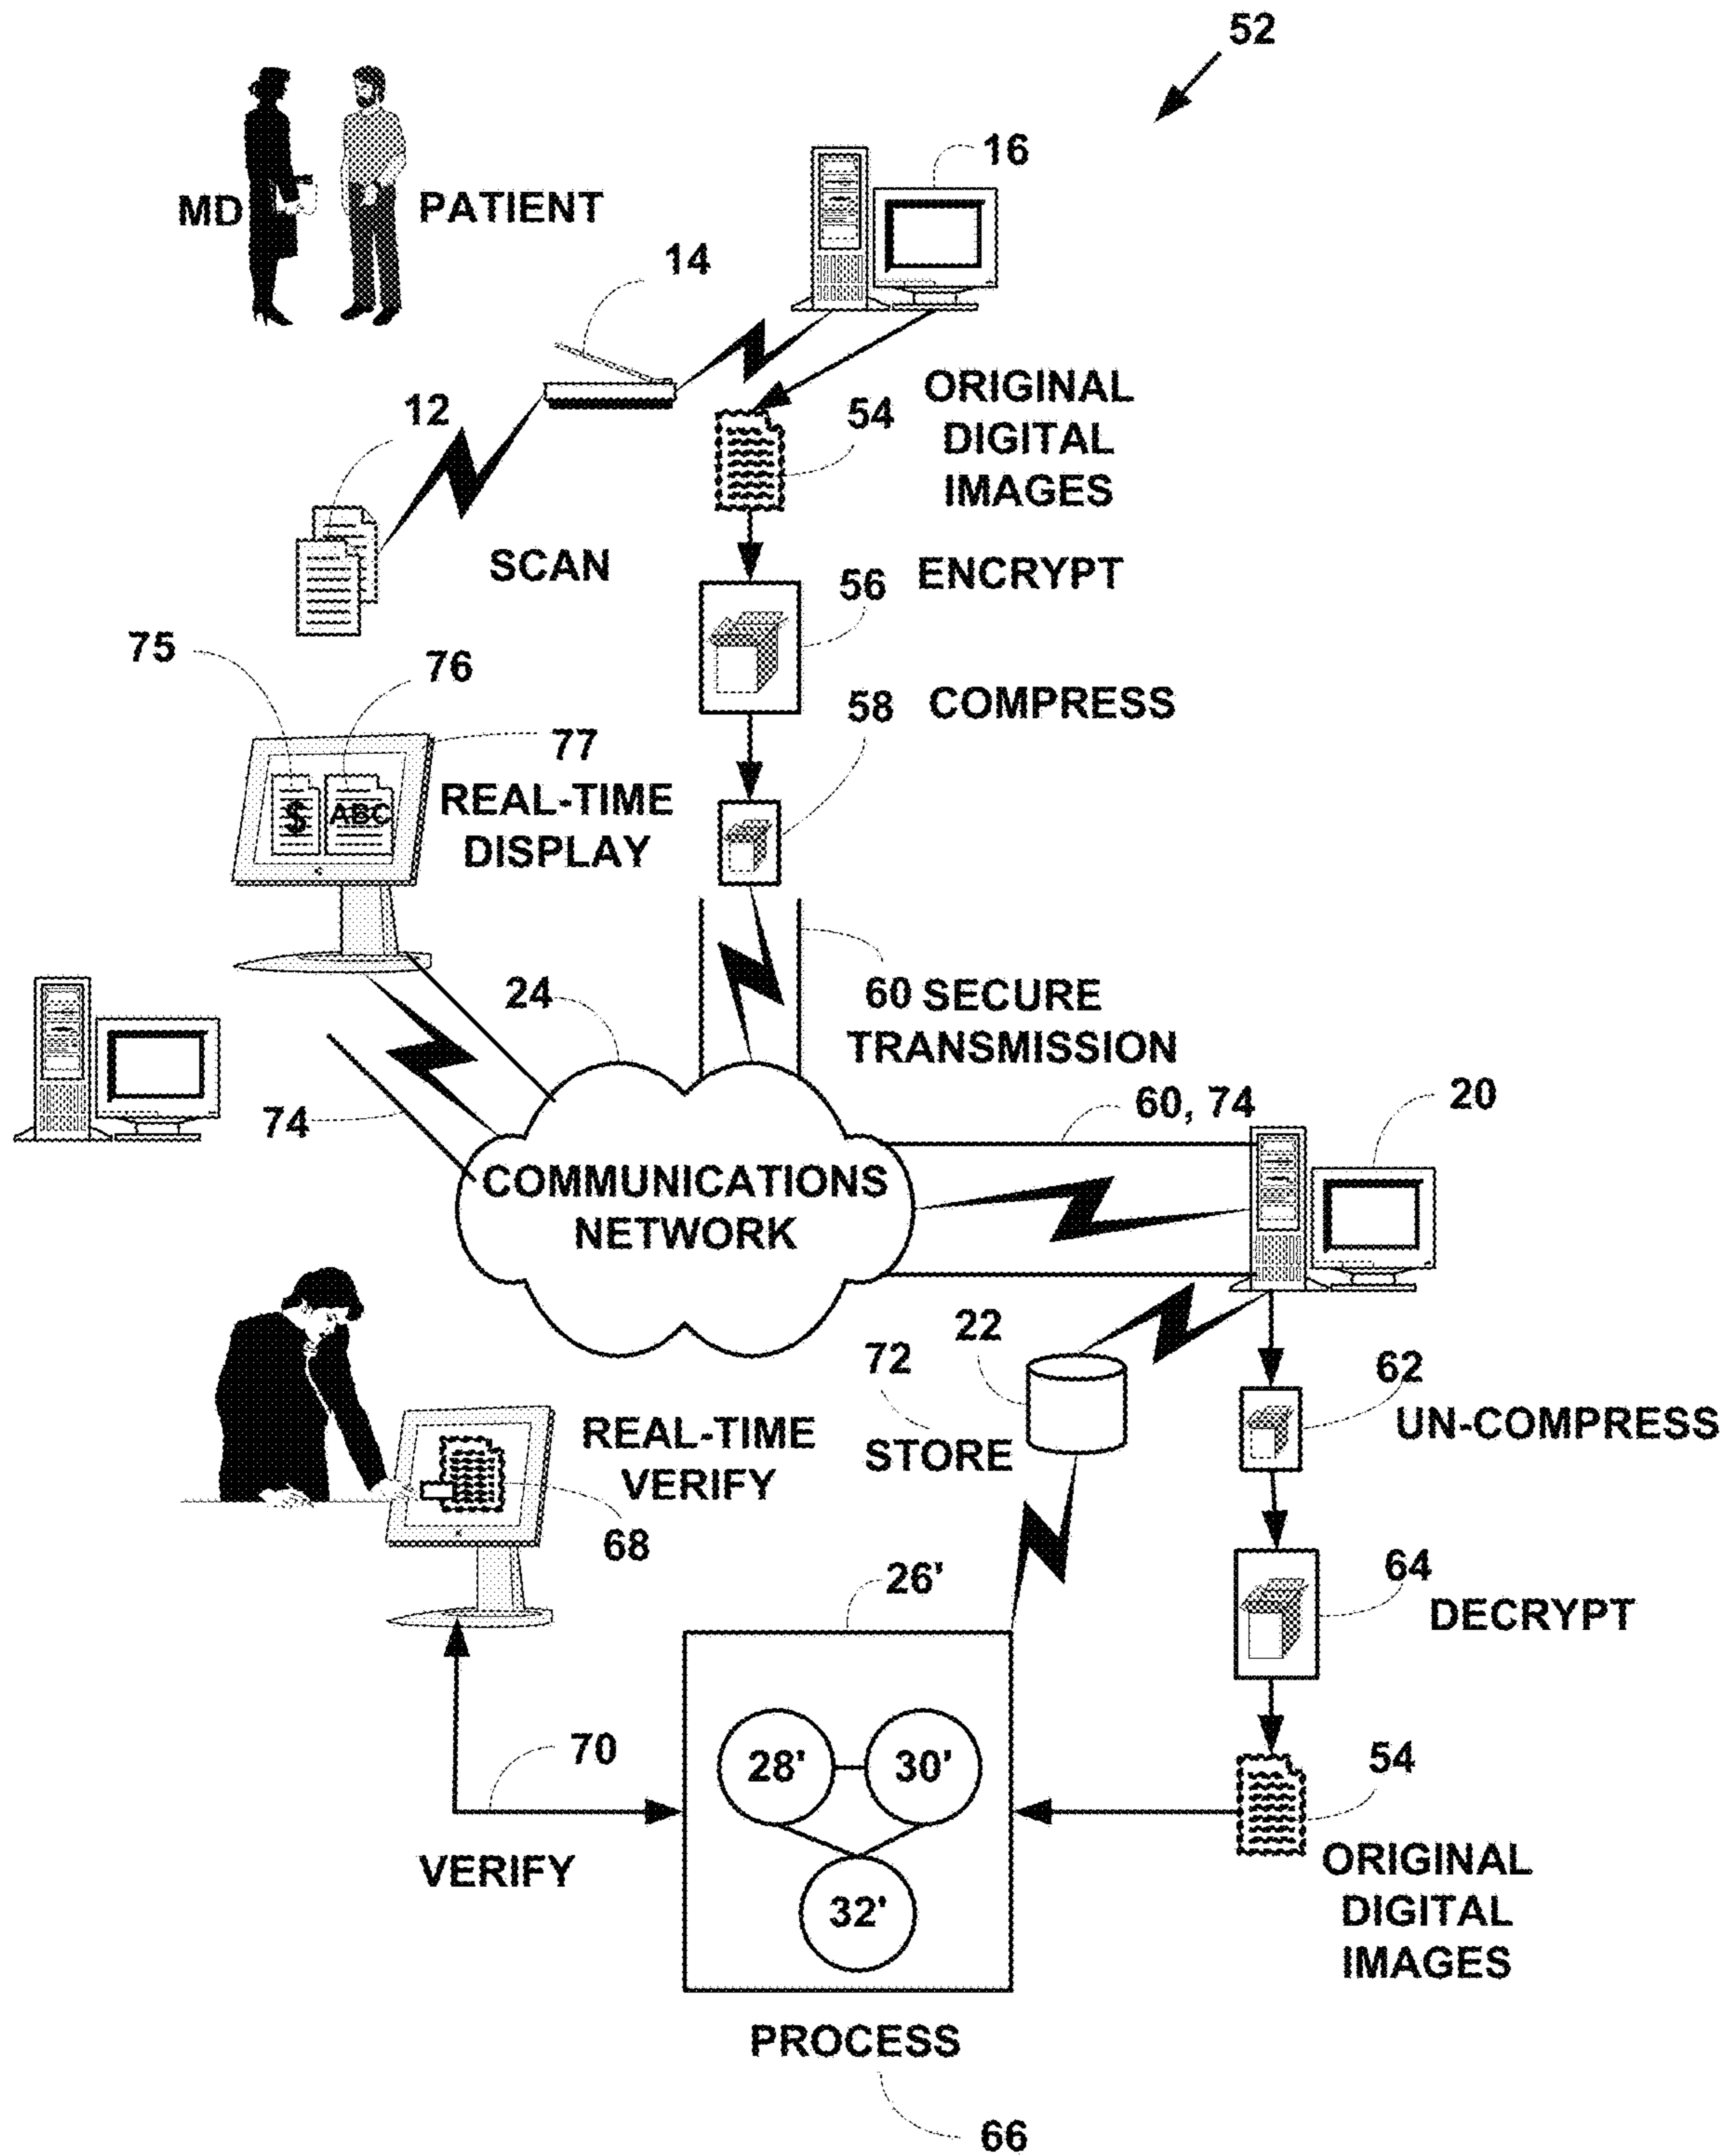 52
16
MD
PATIENT
14
12
54
ORIGINAL
DIGITAL
IMAGES
SCAN
56
ENCRYPT
75
76
58
COMPRESS
77
REAL-TIME
DISPLAY
$
ABC
24
60 SECURE
TRANSMISSION
74
60, 74
20
COMMUNICATIONS
NETWORK
22
72
STORE
62
UN-COMPRESS
REAL-TIME
VERIFY
68
26'
64
DECRYPT
70
28'
30'
54
VERIFY
32'
ORIGINAL
DIGITAL
IMAGES
PROCESS
66